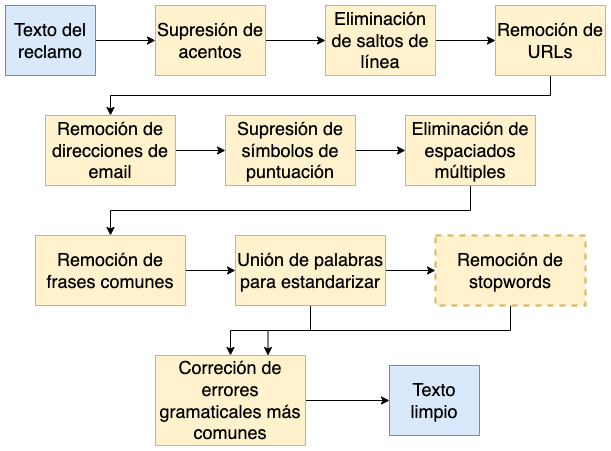 Texto del
reclamo
Supresión de
acentos
Eliminación
de saltos de
línea
Remoción de
URLs
Remoción de
direcciones de
email
Supresión de
símbolos de
puntuación
Eliminación de
espaciados
múltiples
Remoción de
frases comunes
Unión de palabras
para estandarizar
Remoción de
stopwords
Correción de
errores
gramaticales más
comunes
Texto
limpio